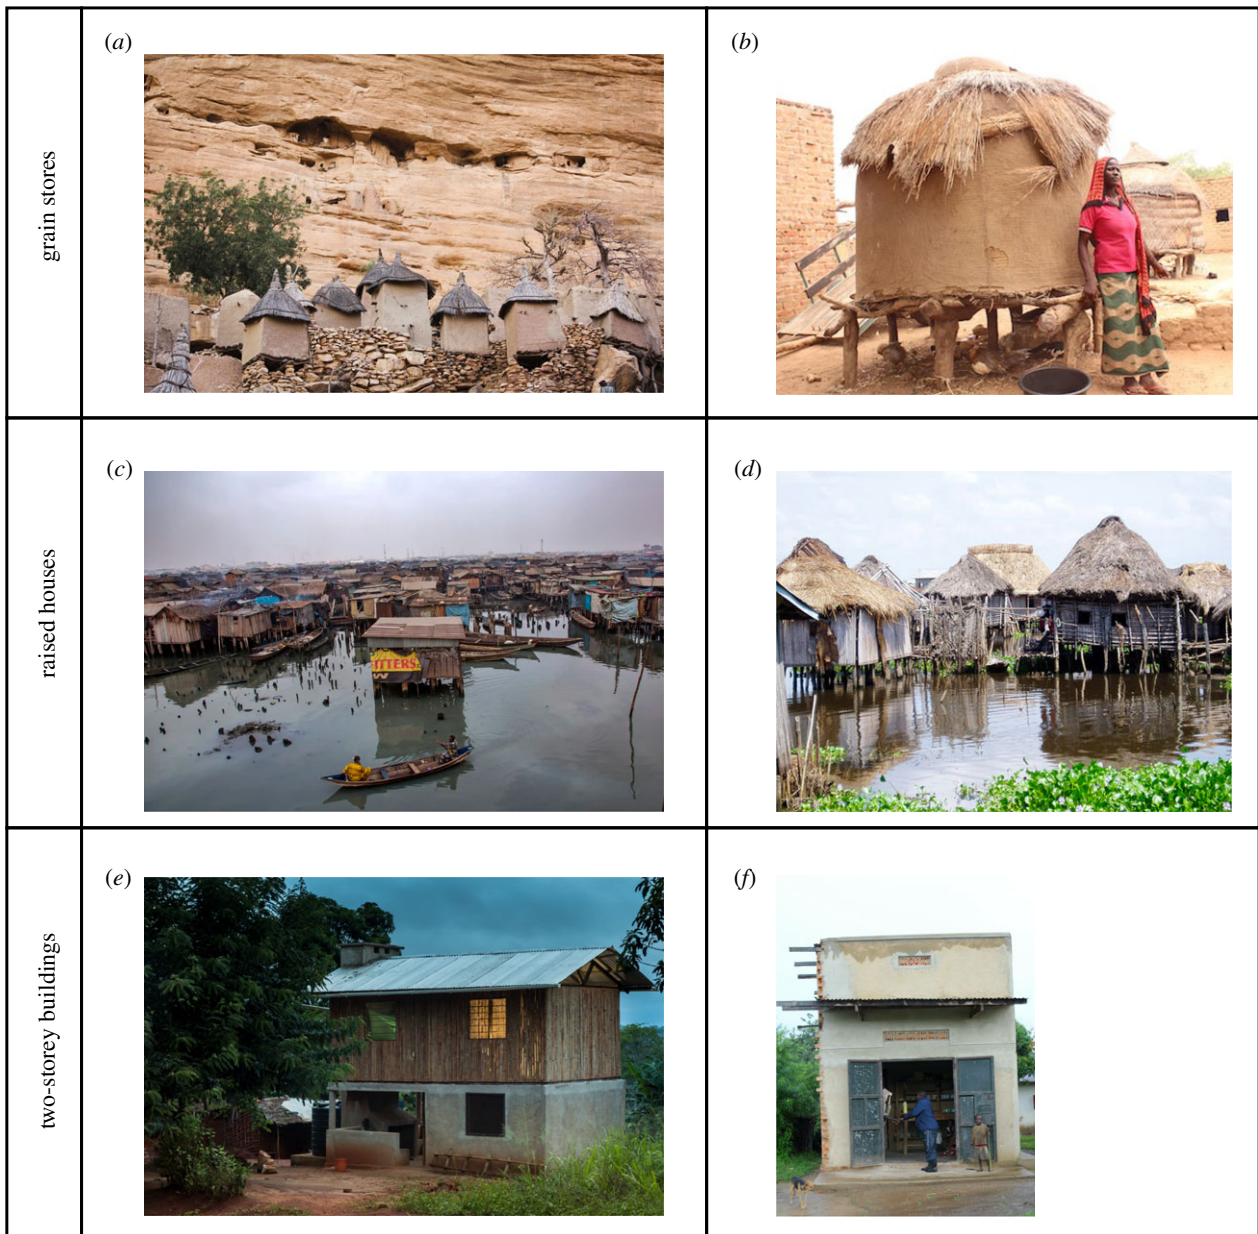 (a)
(b)
grain stores
(c)
(d)
raised houses
ITTERS
(e)
(f)
two-storey buildings